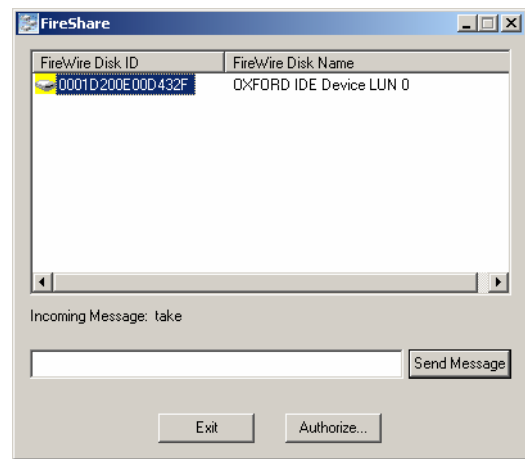 FireShare
FireWire Disk ID FireWire Disk Name
0001D200E00D432F OXFORD IDE Device LUN 0
Incoming Message: take
Send Message
Exit Authorize...